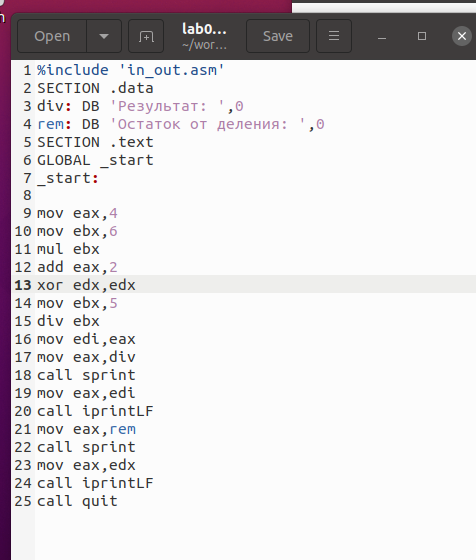 n
Open
lab0...
~/wor...
Save
1 %include 'in_out.asm'
2 SECTION .data
3 div: DB 'Результат: ',0
4 rem: DB 'Остаток от деления: ',0
5 SECTION .text
6 GLOBAL _start
7 _start:
8
9 mov eax,4
10 mov ebx,6
11 mul ebx
12 add eax,2
13 xor edx,edx
14 mov ebx,5
15 div ebx
16 mov edi,eax
17 mov eax,div
18 call sprint
19 mov eax,edi
20 call iprintLF
21 mov eax,rem
22 call sprint
23 mov eax,edx
24 call iprintLF
25 call quit